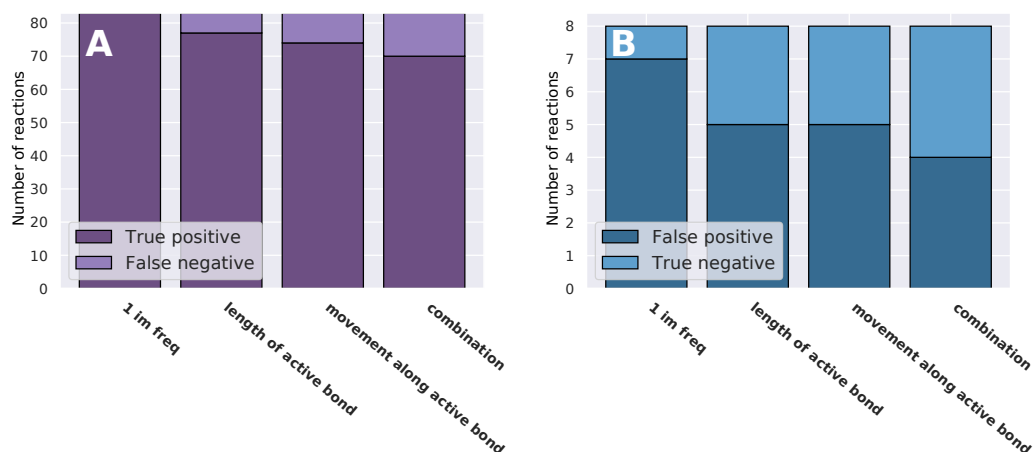 A
Number of reactions
80
70
60
50
40
30
20
10
0
True positive
False negative
1 im freq
length of active bond
movement along active bond
combination
B
Number of reactions
8
7
6
5
4
3
2
1
0
False positive
True negative
1 im freq
length of active bond
movement along active bond
combination